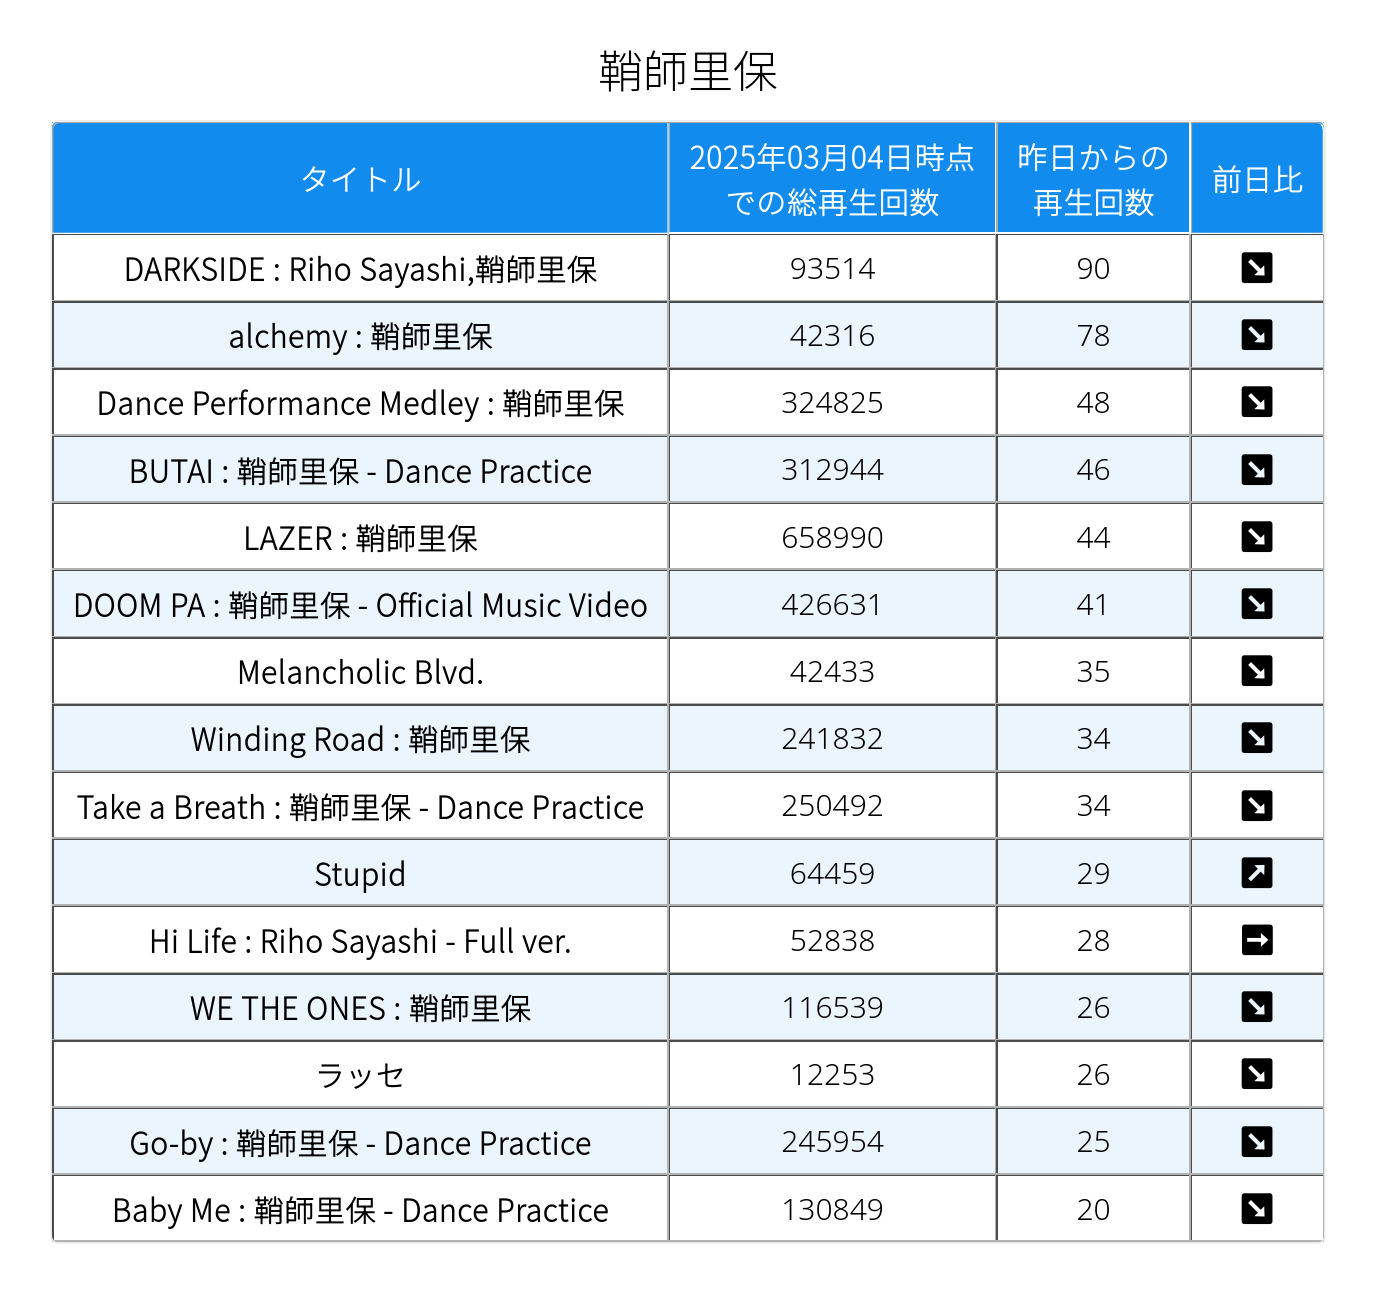 鞘師里保
タイトル 2025年03月04日時点での総再生回数 昨日からの再生回数 前日比
DARKSIDE : Riho Sayashi,鞘師里保 93514 90 ↘
alchemy : 鞘師里保 42316 78 ↘
Dance Performance Medley : 鞘師里保 324825 48 ↘
BUTAI : 鞘師里保 - Dance Practice 312944 46 ↘
LAZER : 鞘師里保 658990 44 ↘
DOOM PA : 鞘師里保 - Official Music Video 426631 41 ↘
Melancholic Blvd. 42433 35 ↘
Winding Road : 鞘師里保 241832 34 ↘
Take a Breath : 鞘師里保 - Dance Practice 250492 34 ↘
Stupid 64459 29 ↗
Hi Life : Riho Sayashi - Full ver. 52838 28 →
WE THE ONES : 鞘師里保 116539 26 ↘
ラッセ 12253 26 ↘
Go-by : 鞘師里保 - Dance Practice 245954 25 ↘
Baby Me : 鞘師里保 - Dance Practice 130849 20 ↘